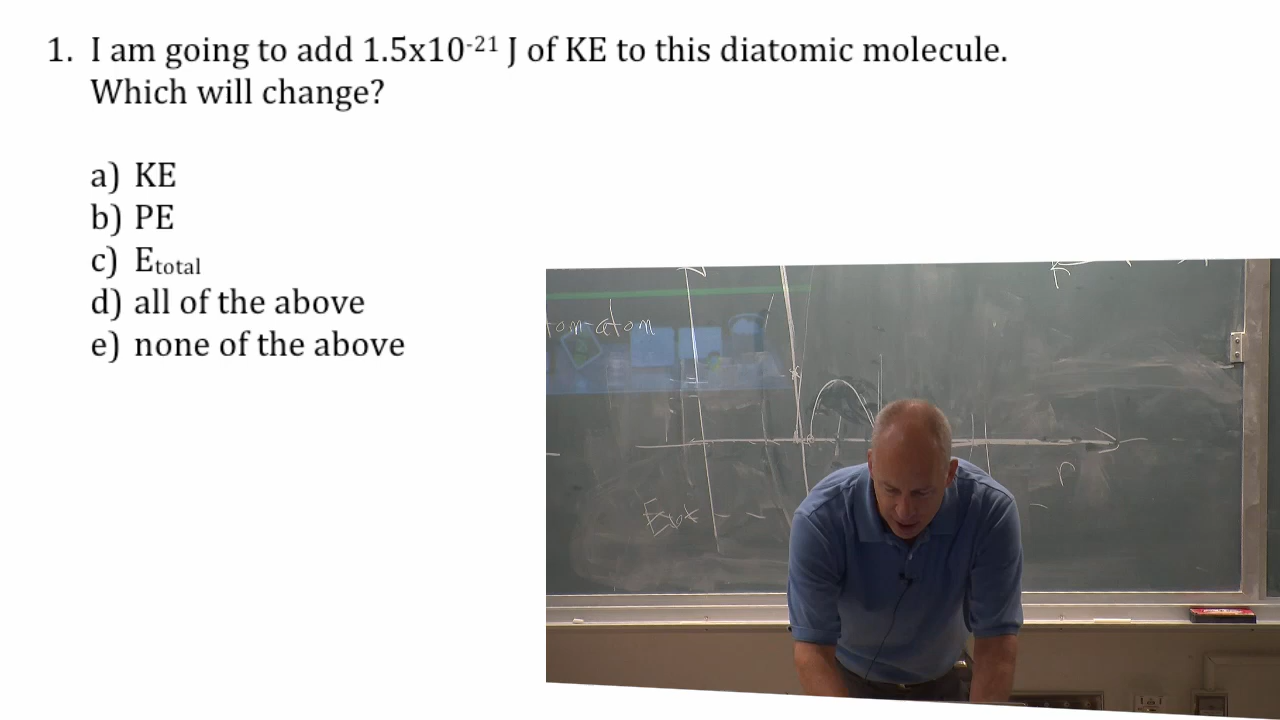 1. I am going to add 1.5x10⁻²¹ J of KE to this diatomic molecule.
Which will change?
a) KE
b) PE
c) Eₜₒₜₐₗ
d) all of the above
e) none of the above
tom-atom
r
r
Etot